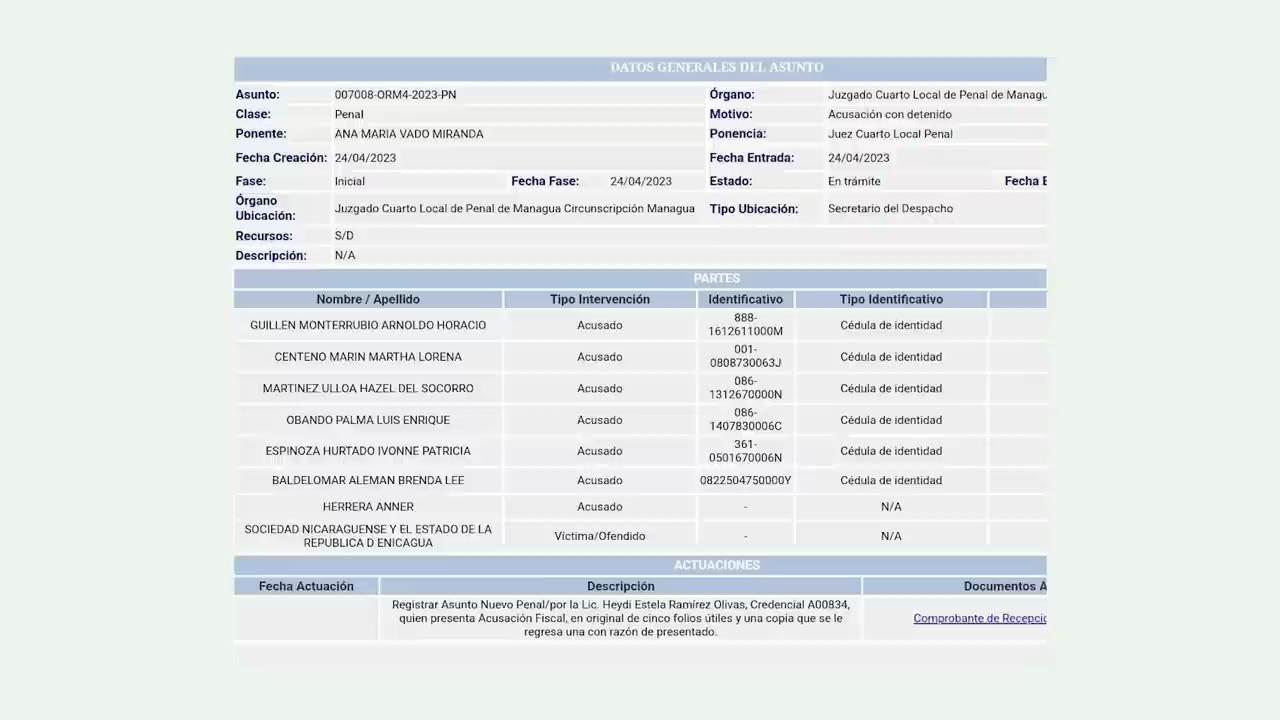 DATOS GENERALES DEL ASUNTO
Asunto: 007008-ORM4-2023-PN Órgano: Juzgado Cuarto Local de Penal de Managu
Clase: Penal Motivo: Acusación con detenido
Ponente: ANA MARIA VADO MIRANDA Ponencia: Juez Cuarto Local Penal
Fecha Creación: 24/04/2023 Fecha Entrada: 24/04/2023
Fase: Inicial Fecha Fase: 24/04/2023 Estado: En trámite Fecha E
Órgano
Ubicación: Juzgado Cuarto Local de Penal de Managua Circunscripción Managua Tipo Ubicación: Secretario del Despacho
Recursos: S/D
Descripción: N/A
PARTES
Nombre / Apellido Tipo Intervención Identificativo Tipo Identificativo
GUILLEN MONTERRUBIO ARNOLDO HORACIO Acusado 888-
1612611000M Cédula de identidad
CENTENO MARIN MARTHA LORENA Acusado 001-
0808730063J Cédula de identidad
MARTINEZ ULLOA HAZEL DEL SOCORRO Acusado 086-
1312670000N Cédula de identidad
OBANDO PALMA LUIS ENRIQUE Acusado 086-
1407830006C Cédula de identidad
ESPINOZA HURTADO IVONNE PATRICIA Acusado 361-
0501670006N Cédula de identidad
BALDELOMAR ALEMAN BRENDA LEE Acusado 0822504750000Y Cédula de identidad
HERRERA ANNER Acusado - N/A
SOCIEDAD NICARAGUENSE Y EL ESTADO DE LA
REPUBLICA D ENICAGUA Víctima/Ofendido - N/A
ACTUACIONES
Fecha Actuación Descripción Documentos A
Registrar Asunto Nuevo Penal/por la Lic. Heydi Estela Ramírez Olivas, Credencial A00834,
quien presenta Acusación Fiscal, en original de cinco folios útiles y una copia que se le
regresa una con razón de presentado.
Comprobante de Recepcio